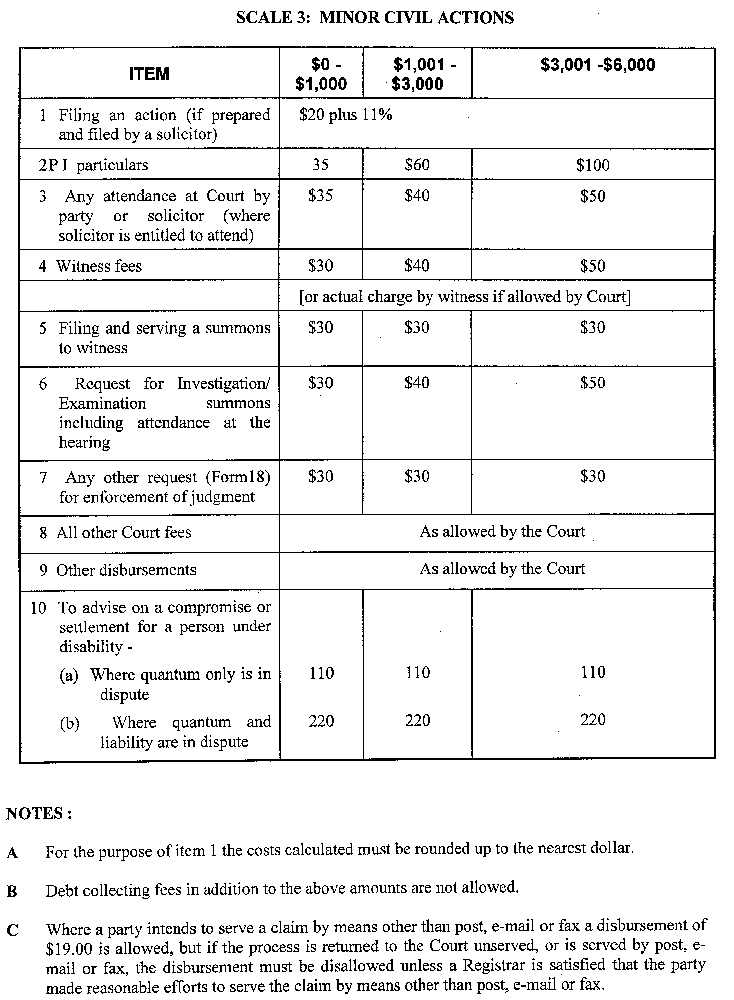 SCALE 3: MINOR CIVIL ACTIONS
ITEM
$0 -
$1,000
$1,001 -
$3,000
$3,001 -$6,000
1 Filing an action (if prepared
and filed by a solicitor)
$20 plus 11%
2P I particulars
35
$60
$100
3 Any attendance at Court by
party or solicitor (where
solicitor is entitled to attend)
$35
$40
$50
4 Witness fees
$30
$40
$50
[or actual charge by witness if allowed by Court]
5 Filing and serving a summons
to witness
$30
$30
$30
6 Request for Investigation/
Examination summons
including attendance at the
hearing
$30
$40
$50
7 Any other request (Form18)
for enforcement of judgment
$30
$30
$30
8 All other Court fees
As allowed by the Court
9 Other disbursements
As allowed by the Court
10 To advise on a compromise or
settlement for a person under
disability -
(a) Where quantum only is in
dispute
110
110
110
(b) Where quantum and
liability are in dispute
220
220
220
NOTES :
A For the purpose of item 1 the costs calculated must be rounded up to the nearest dollar.
B Debt collecting fees in addition to the above amounts are not allowed.
C Where a party intends to serve a claim by means other than post, e-mail or fax a disbursement of
$19.00 is allowed, but if the process is returned to the Court unserved, or is served by post, e-
mail or fax, the disbursement must be disallowed unless a Registrar is satisfied that the party
made reasonable efforts to serve the claim by means other than post, e-mail or fax.